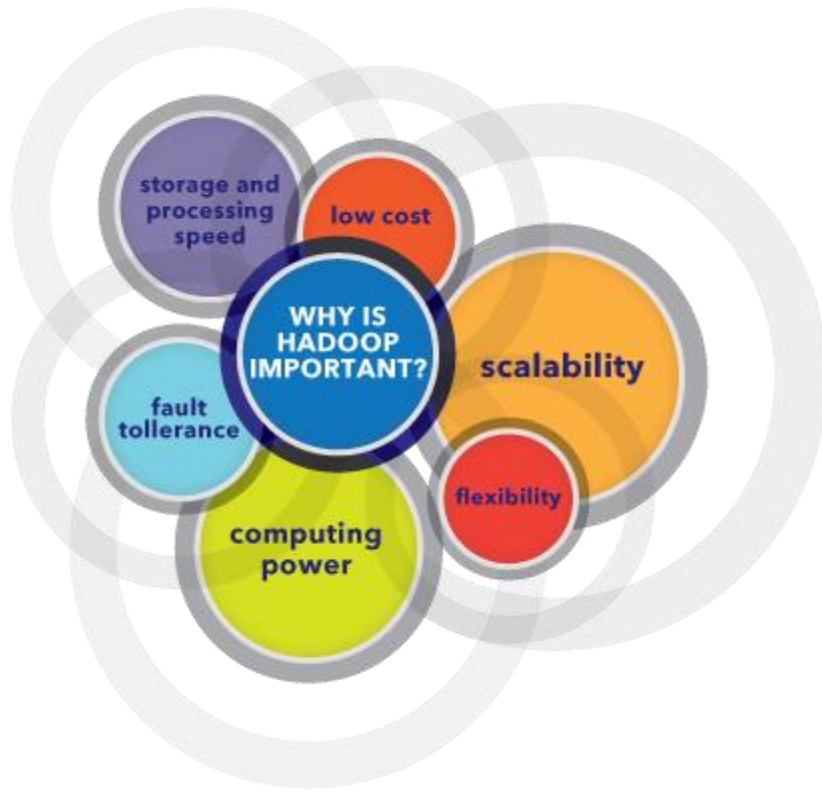 storage and
processing
speed
low cost
WHY IS
HADOOP
IMPORTANT?
scalability
fault
tollerance
flexibility
computing
power